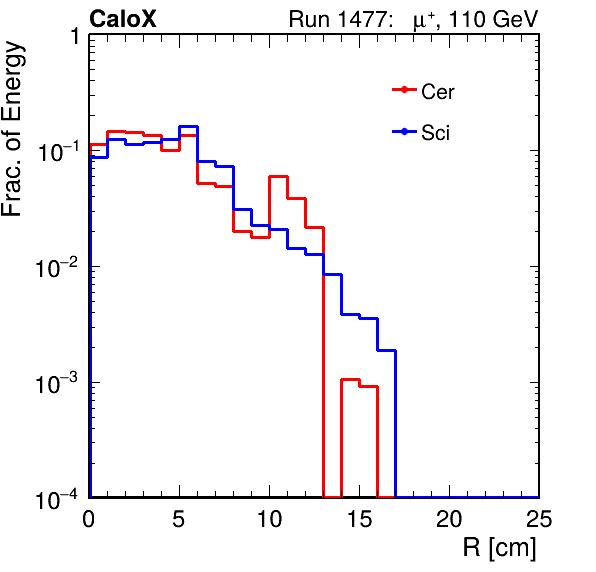 CaloX Run 1477: μ⁺, 110 GeV
Frac. of Energy
1
10⁻¹
10⁻²
10⁻³
10⁻⁴
Cer
Sci
0 5 10 15 20 25
R [cm]